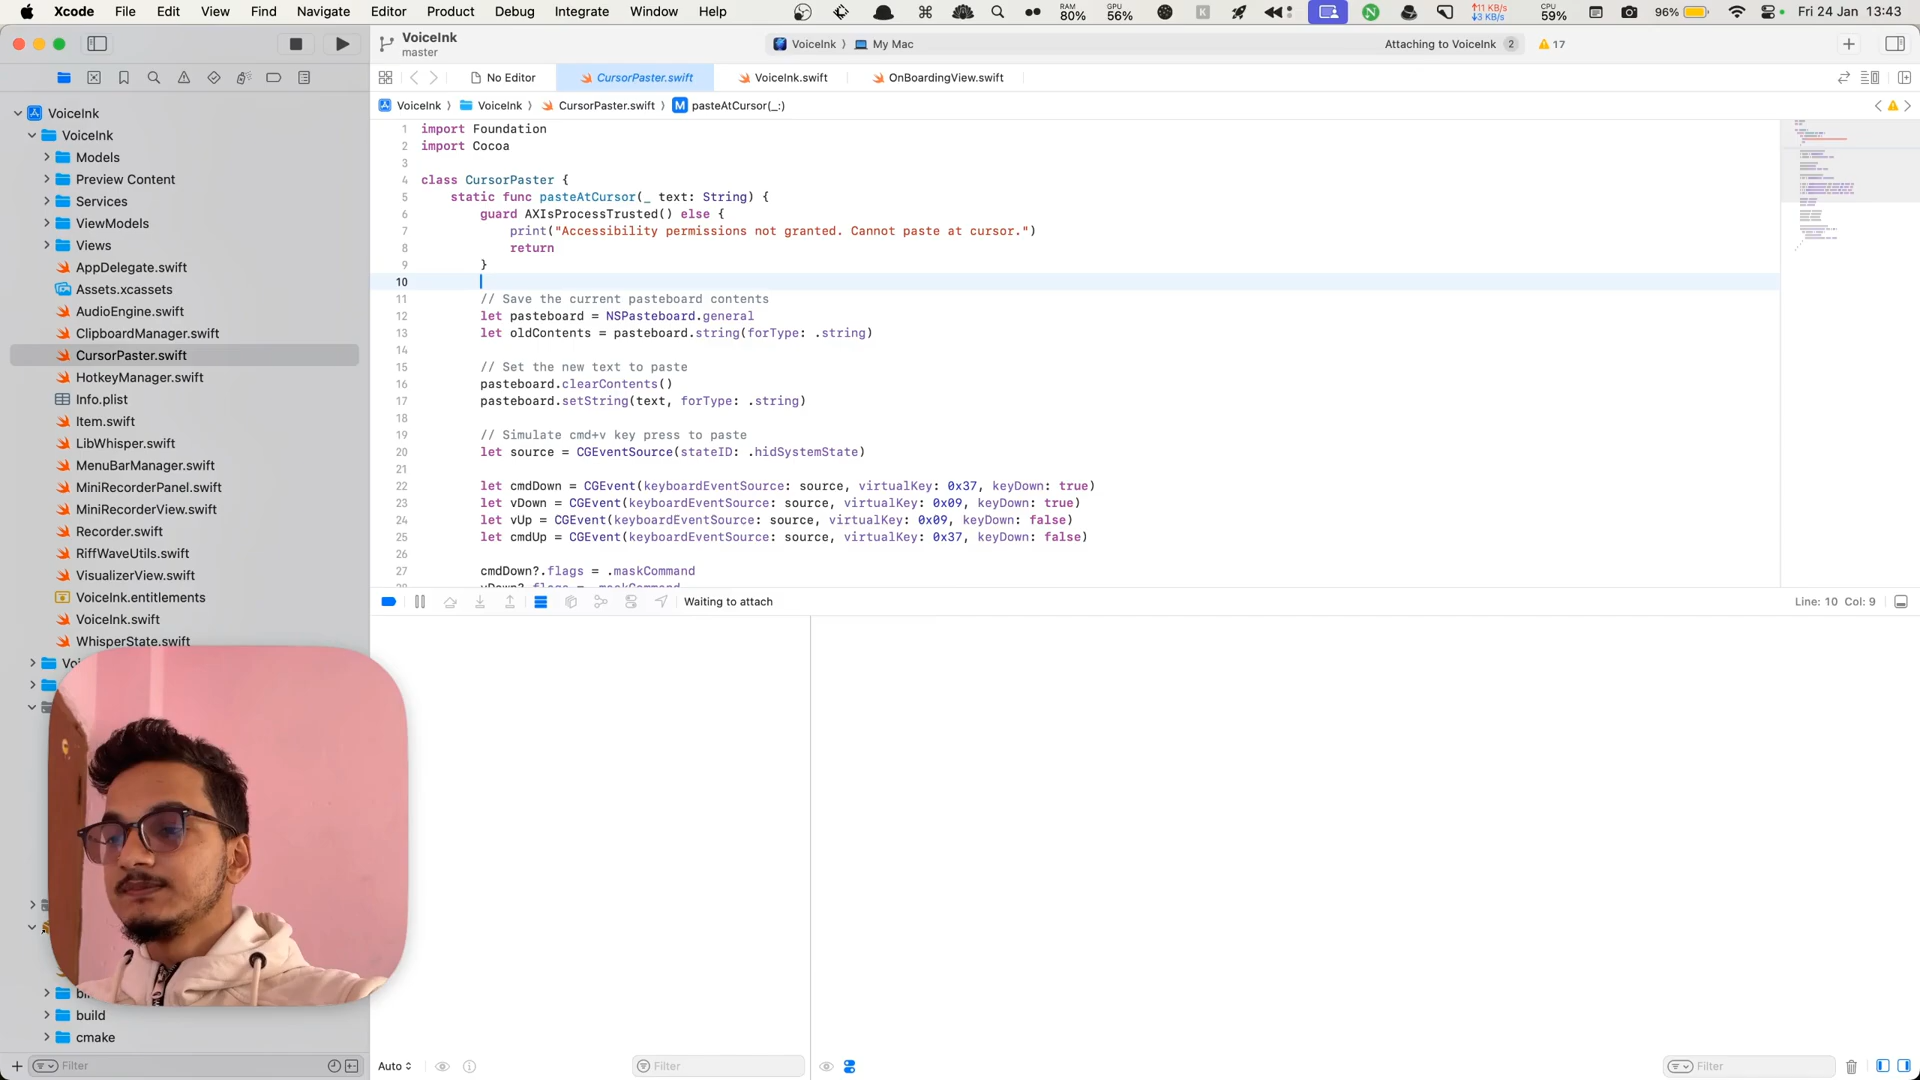 Xcode File Edit View Find Navigate Editor Product Debug Integrate Window Help
RAM 80% GPU 56% K N 11 KB/s 3 KB/s CPU 59% 96% Fri 24 Jan 13:43
VoiceInk
master
VoiceInk My Mac
Attaching to VoiceInk 2 17
No Editor CursorPaster.swift VoiceInk.swift OnBoardingView.swift
VoiceInk VoiceInk CursorPaster.swift M pasteAtCursor(_:)
VoiceInk
VoiceInk
Models
Preview Content
Services
ViewModels
Views
AppDelegate.swift
Assets.xcassets
AudioEngine.swift
ClipboardManager.swift
CursorPaster.swift
HotkeyManager.swift
Info.plist
Item.swift
LibWhisper.swift
MenuBarManager.swift
MiniRecorderPanel.swift
MiniRecorderView.swift
Recorder.swift
RiffWaveUtils.swift
VisualizerView.swift
VoiceInk.entitlements
VoiceInk.swift
WhisperState.swift
build
cmake
Filter
1 import Foundation
2 import Cocoa
3
4 class CursorPaster {
5 static func pasteAtCursor(_ text: String) {
6 guard AXIsProcessTrusted() else {
7 print("Accessibility permissions not granted. Cannot paste at cursor.")
8 return
9 }
10
11 // Save the current pasteboard contents
12 let pasteboard = NSPasteboard.general
13 let oldContents = pasteboard.string(forType: .string)
14
15 // Set the new text to paste
16 pasteboard.clearContents()
17 pasteboard.setString(text, forType: .string)
18
19 // Simulate cmd+v key press to paste
20 let source = CGEventSource(stateID: .hidSystemState)
21
22 let cmdDown = CGEvent(keyboardEventSource: source, virtualKey: 0x37, keyDown: true)
23 let vDown = CGEvent(keyboardEventSource: source, virtualKey: 0x09, keyDown: true)
24 let vUp = CGEvent(keyboardEventSource: source, virtualKey: 0x09, keyDown: false)
25 let cmdUp = CGEvent(keyboardEventSource: source, virtualKey: 0x37, keyDown: false)
26
27 cmdDown?.flags = .maskCommand
Waiting to attach
Line: 10 Col: 9
Auto
Filter
Filter